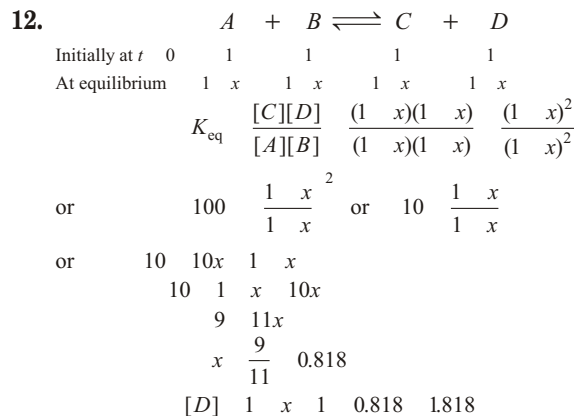 12. A + B ⇌ C + D
Initially at t 0 1 1 1 1
At equilibrium 1 x 1 x 1 x 1 x
K_eq [C][D] / [A][B] (1 x)(1 x) / (1 x)(1 x) (1 x)² / (1 x)²
or 100 1 x / 1 x ² or 10 1 x / 1 x
or 10 10x 1 x
10 1 x 10x
9 11x
x 9 / 11 0.818
[D] 1 x 1 0.818 1.818